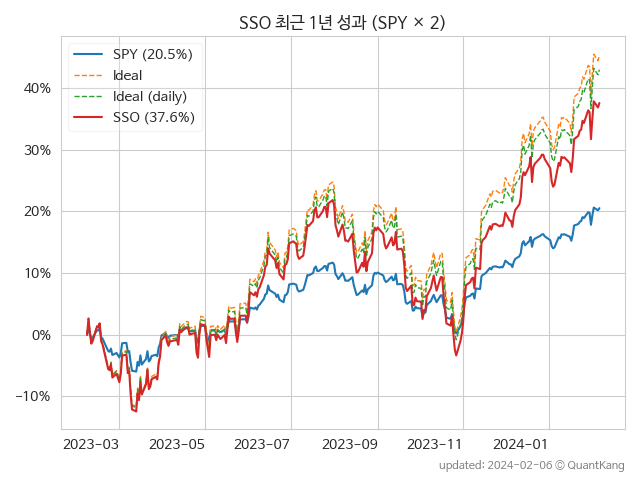 SSO 최근 1년 성과 (SPY × 2)
SPY (20.5%)
Ideal
Ideal (daily)
SSO (37.6%)
40%
30%
20%
10%
0%
−10%
2023-03 2023-05 2023-07 2023-09 2023-11 2024-01
updated: 2024-02-06 © QuantKang